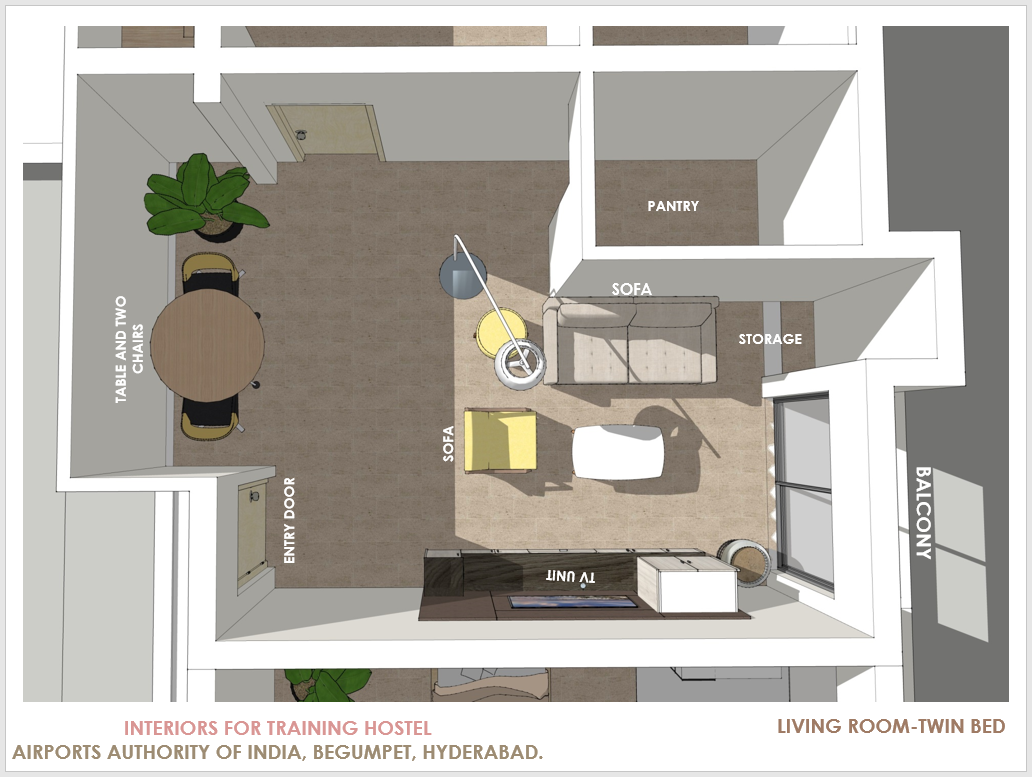 PANTRY
SOFA
TABLE AND TWO
CHAIRS
STORAGE
SOFA
ENTRY DOOR
BALCONY
TV UNIT
INTERIORS FOR TRAINING HOSTEL
LIVING ROOM-TWIN BED
AIRPORTS AUTHORITY OF INDIA, BEGUMPET, HYDERABAD.